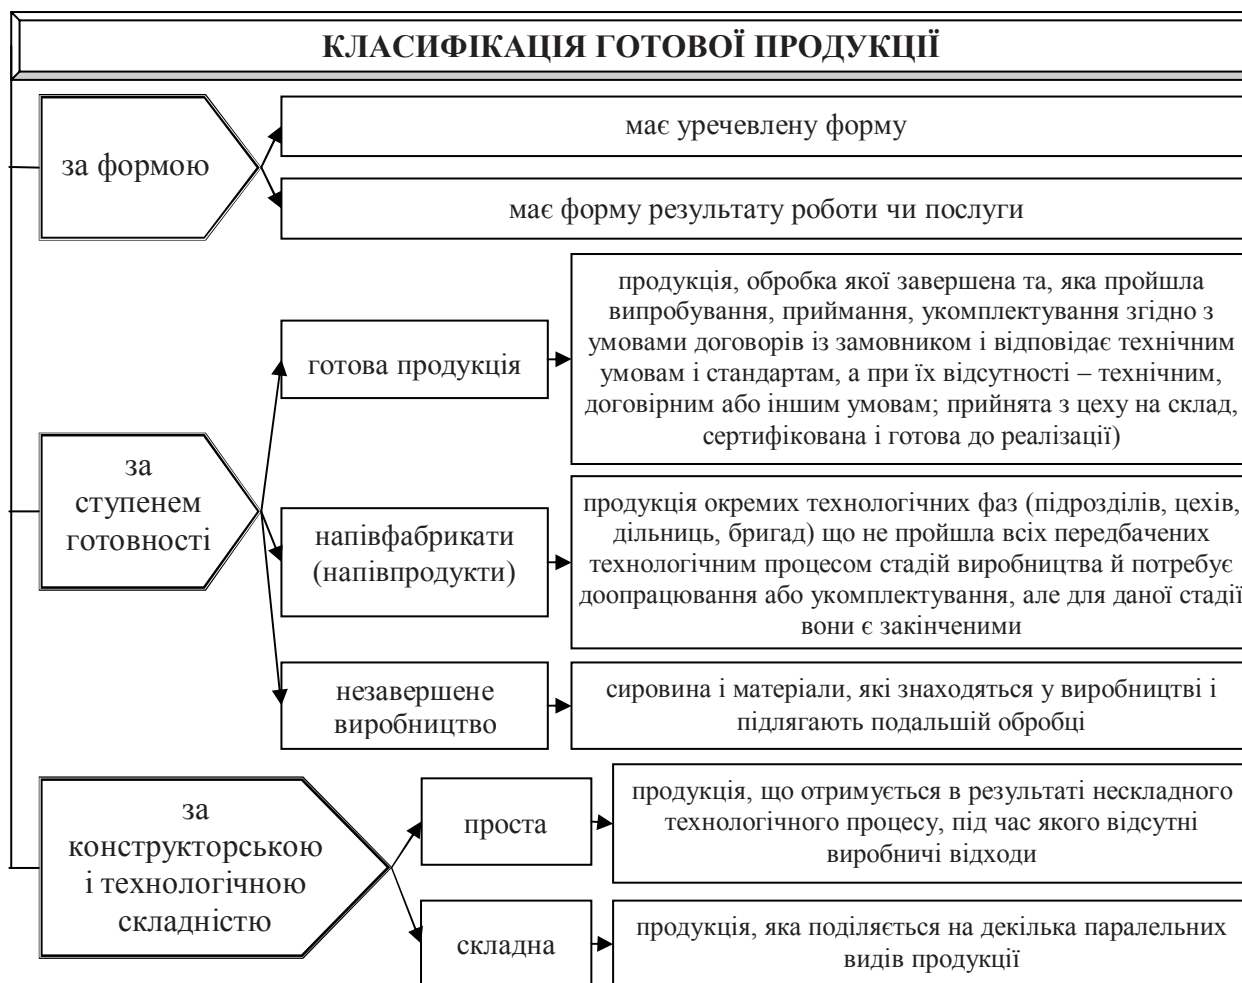 КЛАСИФІКАЦІЯ ГОТОВОЇ ПРОДУКЦІЇ
за формою
має уречевлену форму
має форму результату роботи чи послуги
за
ступенем
готовності
готова продукція
продукція, обробка якої завершена та, яка пройшла
випробування, приймання, укомплектування згідно з
умовами договорів із замовником і відповідає технічним
умовам і стандартам, а при їх відсутності – технічним,
договірним або іншим умовам; прийнята з цеху на склад,
сертифікована і готова до реалізації)
напівфабрикати
(напівпродукти)
продукція окремих технологічних фаз (підрозділів, цехів,
дільниць, бригад) що не пройшла всіх передбачених
технологічним процесом стадій виробництва й потребує
доопрацювання або укомплектування, але для даної стадії
вони є закінченими
незавершене
виробництво
сировина і матеріали, які знаходяться у виробництві і
підлягають подальшій обробці
за
конструкторською
і технологічною
складністю
проста
продукція, що отримується в результаті нескладного
технологічного процесу, під час якого відсутні
виробничі відходи
складна
продукція, яка поділяється на декілька паралельних
видів продукції